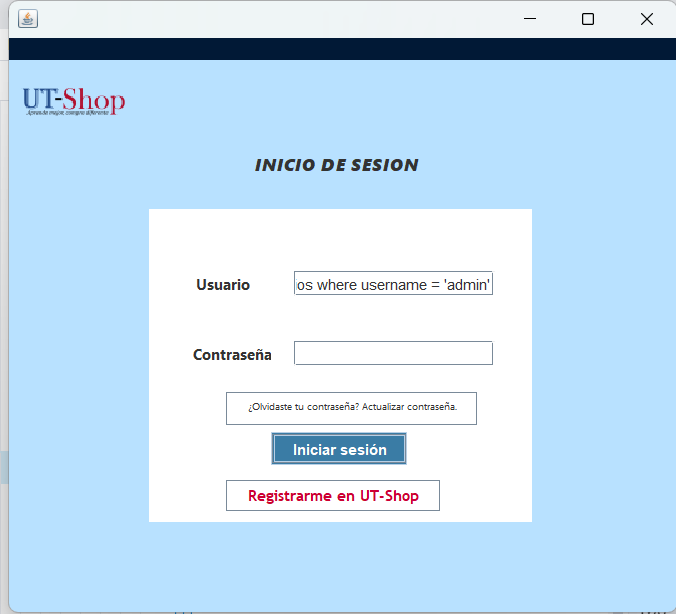 UT-Shop
INICIO DE SESION
Usuario
os where username = 'admin'
Contraseña
¿Olvidaste tu contraseña? Actualizar contraseña.
Iniciar sesión
Registrarme en UT-Shop